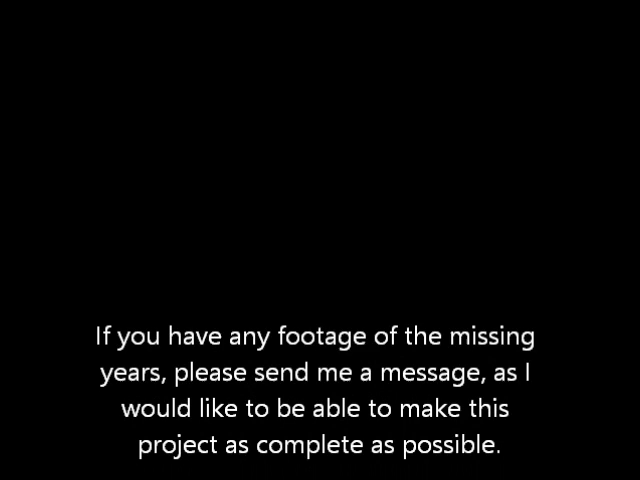 If you have any footage of the missing
years, please send me a message, as I
would like to be able to make this
project as complete as possible.